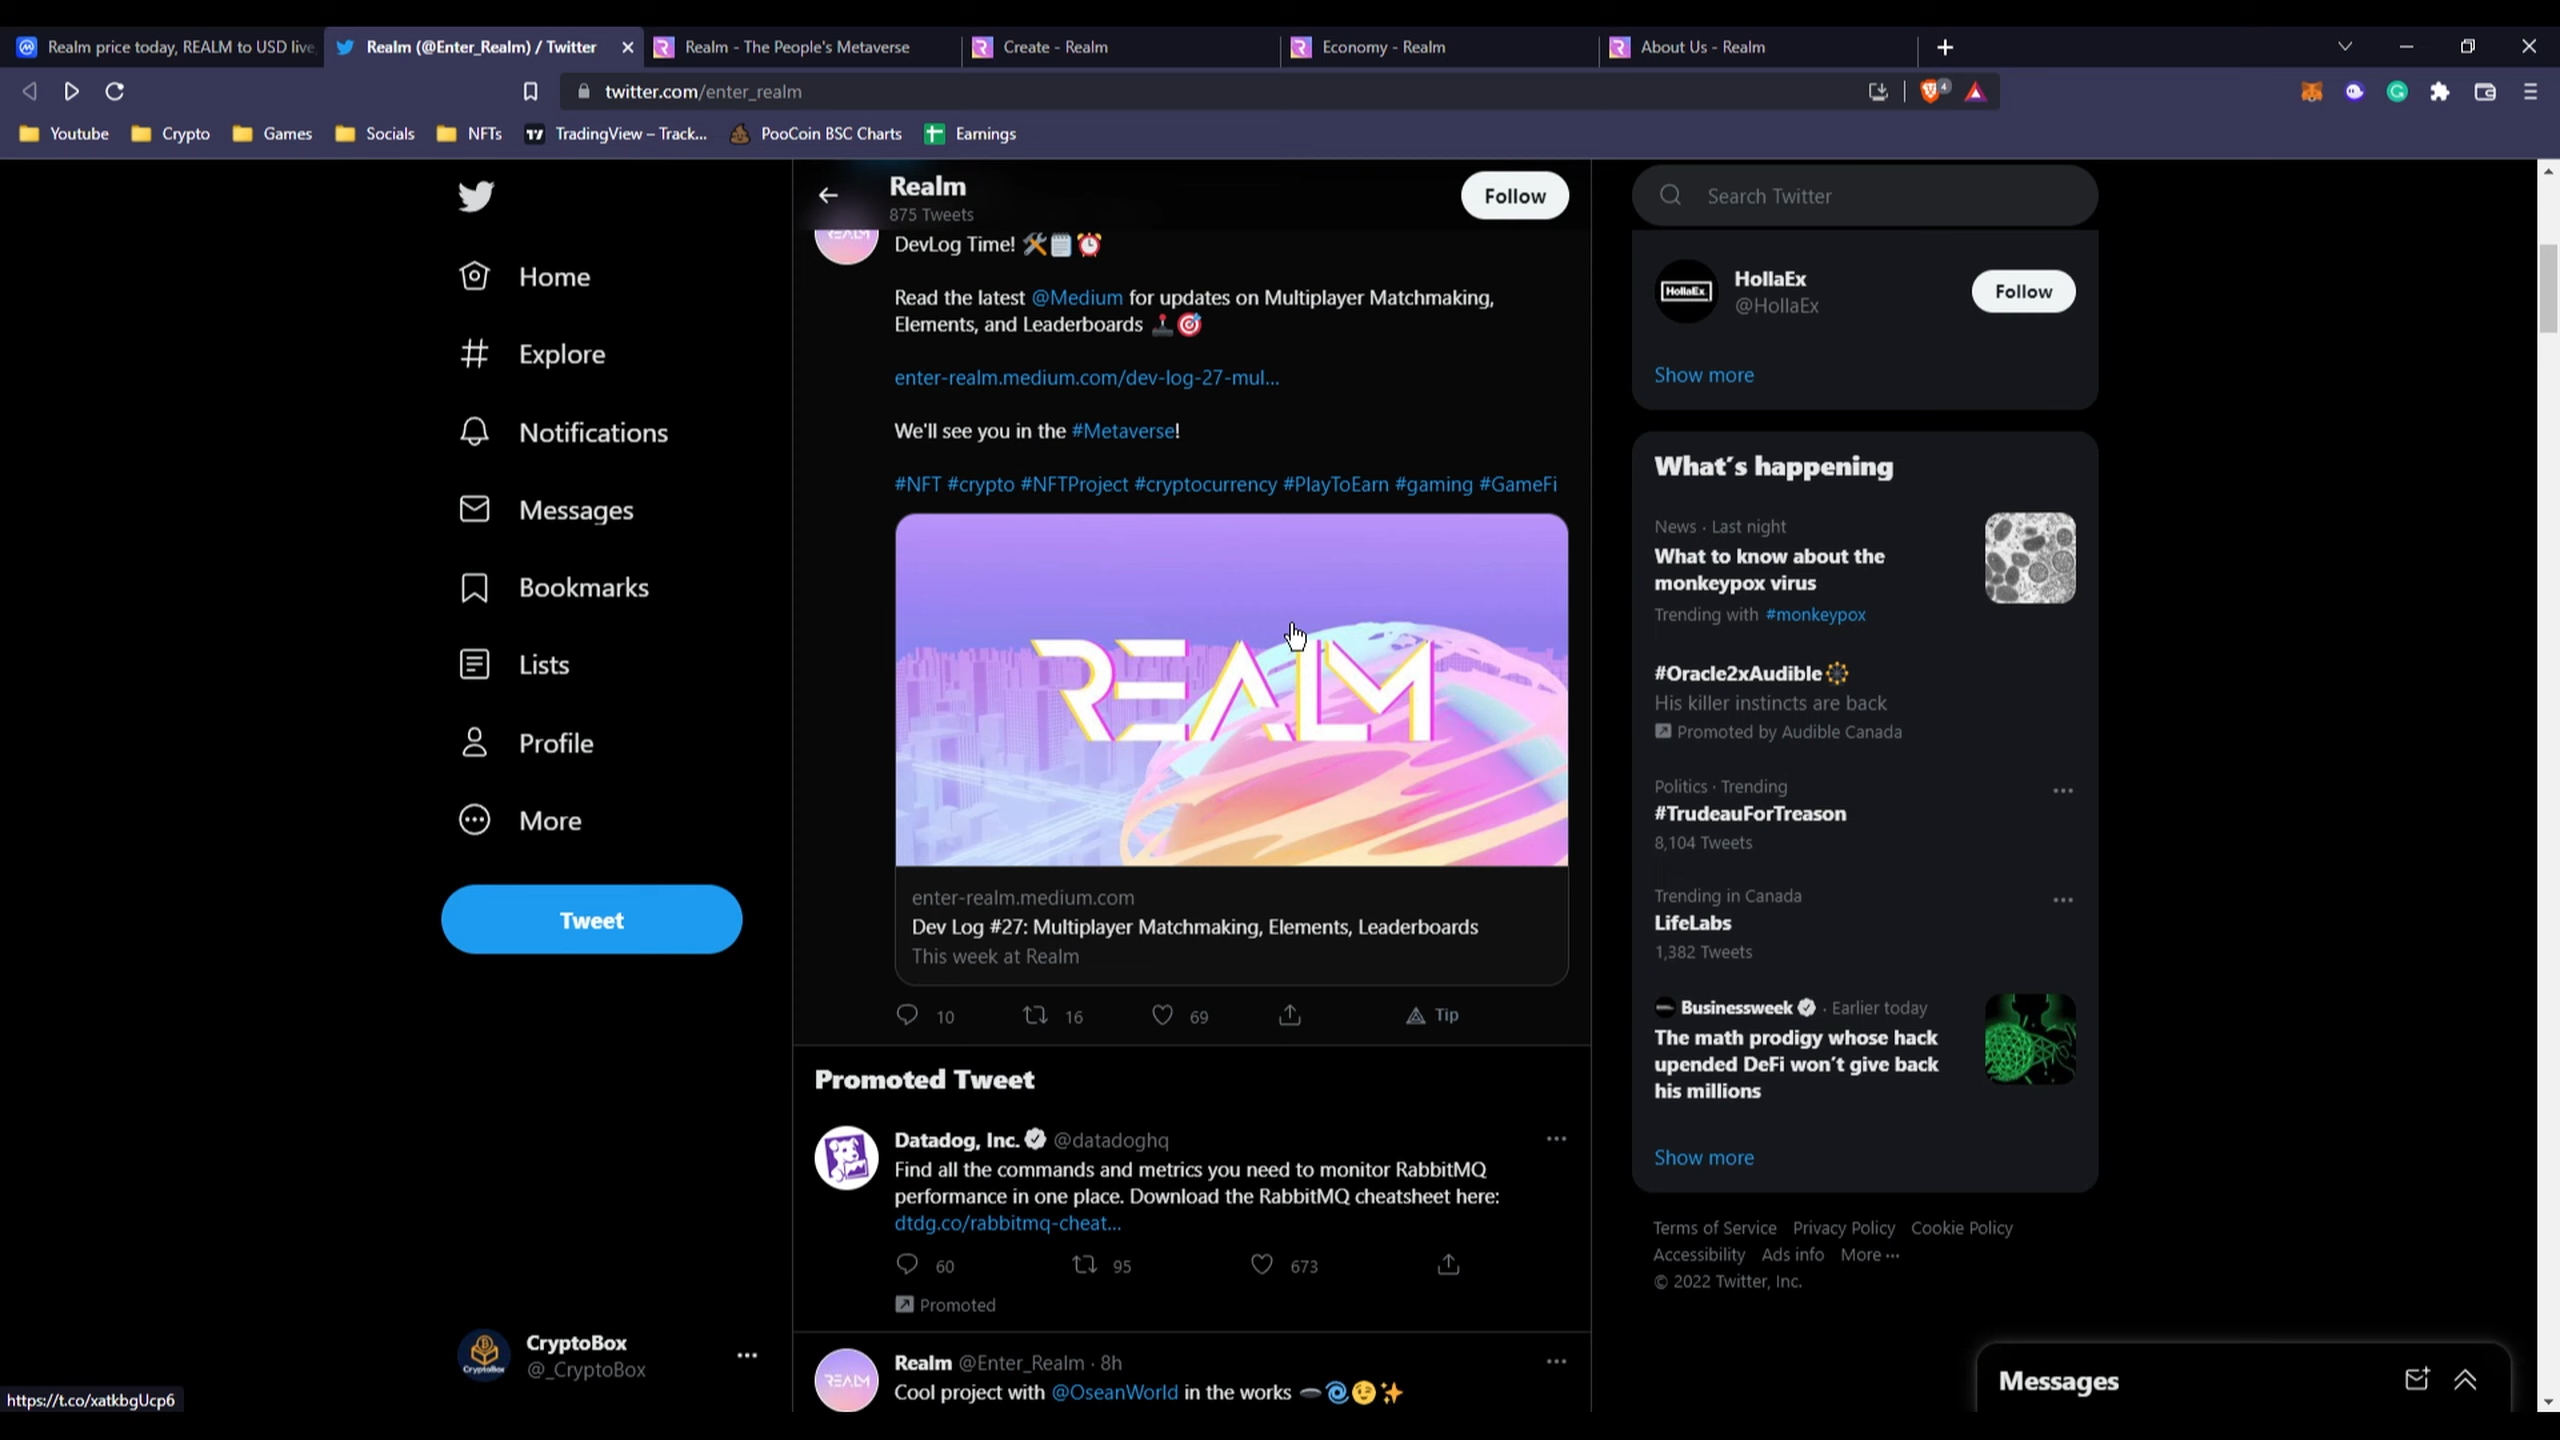 Realm price today, REALM to USD live,
Realm (@Enter_Realm) / Twitter
Realm - The People's Metaverse
Create - Realm
Economy - Realm
About Us - Realm
twitter.com/enter_realm
4
Youtube
Crypto
Games
Socials
NFTs
TradingView – Track...
PooCoin BSC Charts
Earnings
Home
Explore
Notifications
Messages
Bookmarks
Lists
Profile
More
Tweet
CryptoBox
@_CryptoBox
https://t.co/xatkbgUcp6
Realm
875 Tweets
Follow
REALM
DevLog Time! 🛠️🗒️⏰
Read the latest @Medium for updates on Multiplayer Matchmaking,
Elements, and Leaderboards 🕹️🎯
enter-realm.medium.com/dev-log-27-mul...
We'll see you in the #Metaverse!
#NFT #crypto #NFTProject #cryptocurrency #PlayToEarn #gaming #GameFi
REALM
enter-realm.medium.com
Dev Log #27: Multiplayer Matchmaking, Elements, Leaderboards
This week at Realm
10
16
69
Tip
Promoted Tweet
Datadog, Inc. @datadoghq
Find all the commands and metrics you need to monitor RabbitMQ
performance in one place. Download the RabbitMQ cheatsheet here:
dtdg.co/rabbitmq-cheat...
60
95
673
Promoted
REALM
Realm @Enter_Realm · 8h
Cool project with @OseanWorld in the works 🕳️🌀😉✨
Search Twitter
HollaEx
HollaEx
@HollaEx
Follow
Show more
What's happening
News · Last night
What to know about the
monkeypox virus
Trending with #monkeypox
#Oracle2xAudible
His killer instincts are back
Promoted by Audible Canada
Politics · Trending
#TrudeauForTreason
8,104 Tweets
Trending in Canada
LifeLabs
1,382 Tweets
Businessweek · Earlier today
The math prodigy whose hack
upended DeFi won't give back
his millions
Show more
Terms of Service Privacy Policy Cookie Policy
Accessibility Ads info More ···
© 2022 Twitter, Inc.
Messages